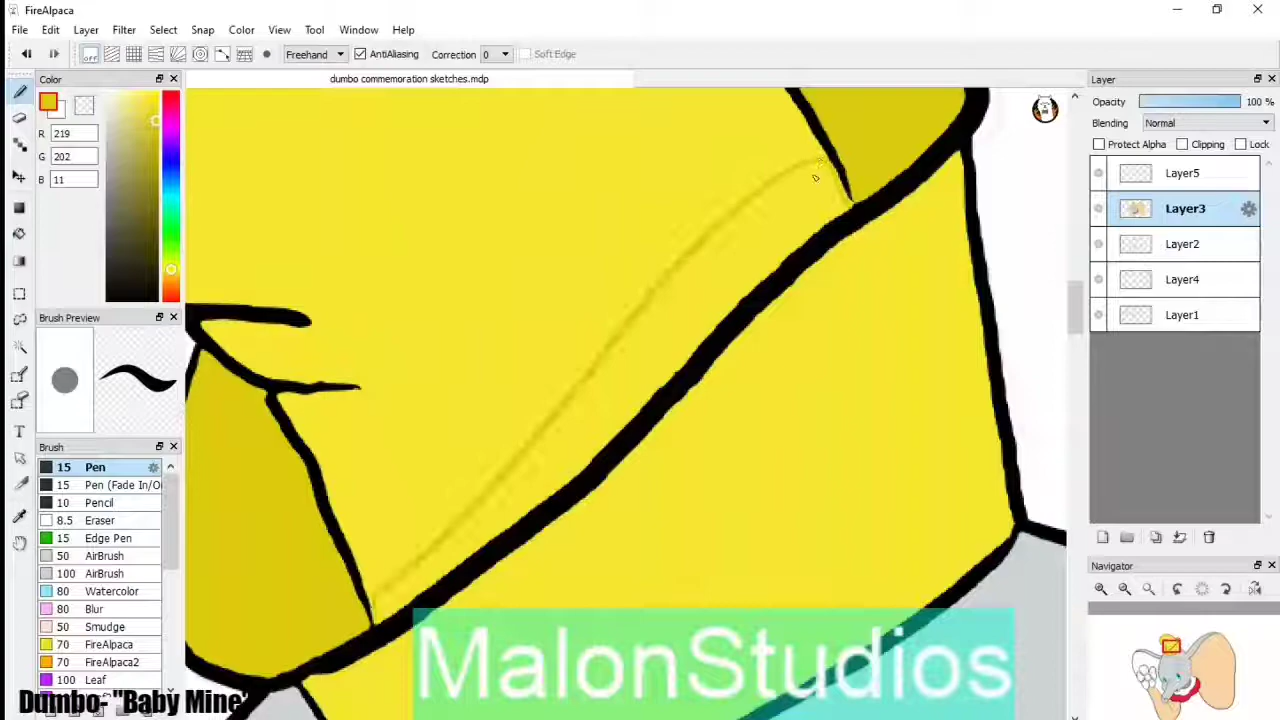 FireAlpaca
File Edit Layer Filter Select Snap Color View Tool Window Help
OFF Freehand AntiAliasing Correction 0 Soft Edge
Color
dumbo commemoration sketches.mdp
Layer
R 219
G 202
B 11
Opacity 100 %
Blending Normal
Protect Alpha Clipping Lock
Layer5
Layer3
Layer2
Layer4
Layer1
Brush Preview
Brush
15 Pen
15 Pen (Fade In/O
10 Pencil
8.5 Eraser
15 Edge Pen
50 AirBrush
100 AirBrush
80 Watercolor
80 Blur
50 Smudge
70 FireAlpaca
70 FireAlpaca2
100 Leaf
Navigator
MalonStudios
Dumbo- "Baby Mine"